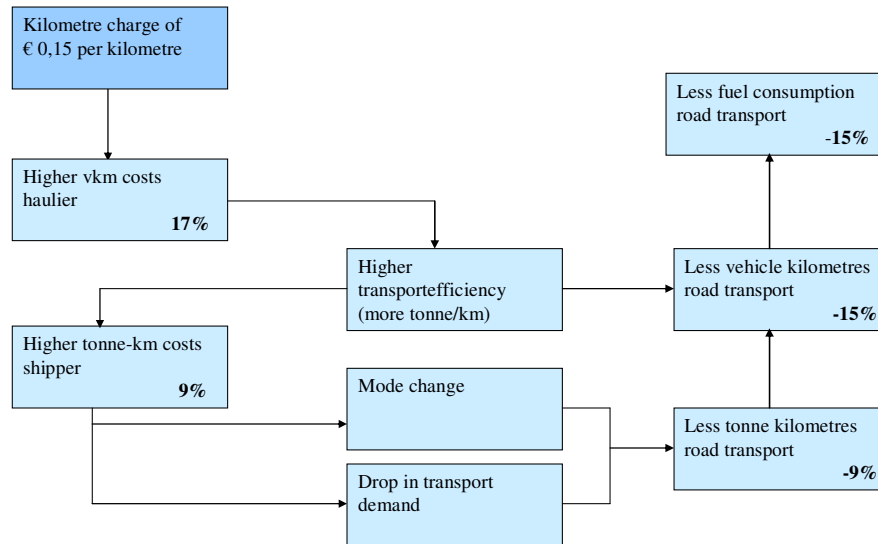 Kilometre charge of
€ 0,15 per kilometre
Less fuel consumption
road transport
-15%
Higher vkm costs
haulier
17%
Higher
transportefficiency
(more tonne/km)
Less vehicle kilometres
road transport
-15%
Higher tonne-km costs
shipper
9%
Mode change
Less tonne kilometres
road transport
-9%
Drop in transport
demand